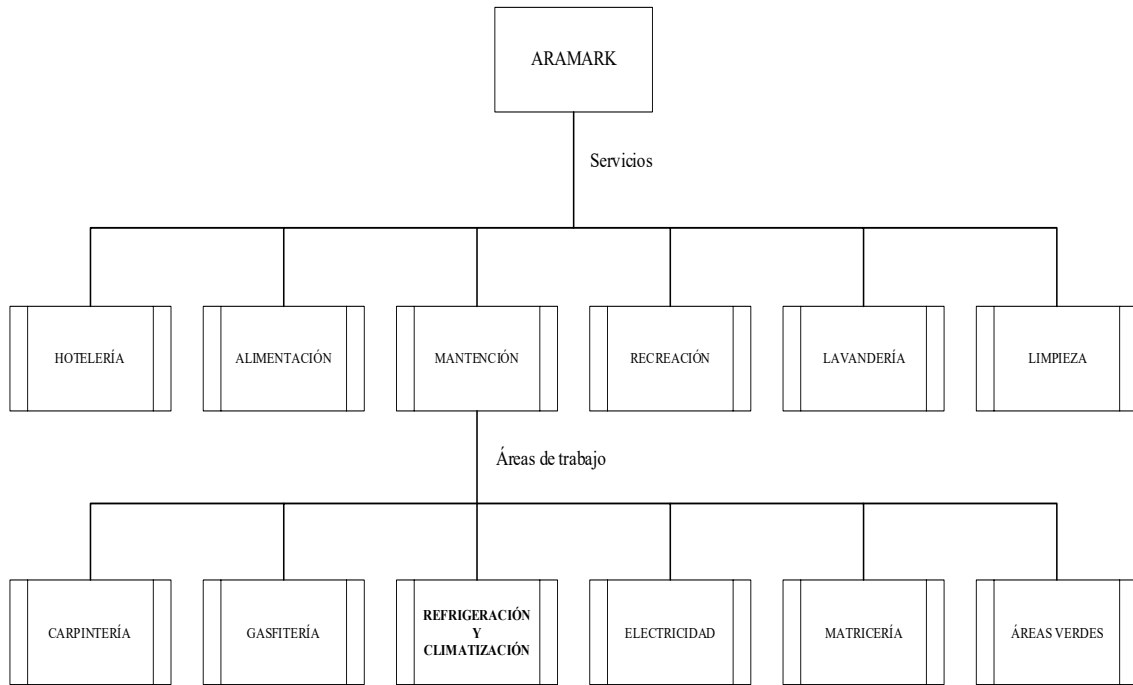 ARAMARK
Servicios
HOTELERÍA
ALIMENTACIÓN
MANTENCIÓN
RECREACIÓN
LAVANDERÍA
LIMPIEZA
Áreas de trabajo
CARPINTERÍA
GASFITERÍA
REFRIGERACIÓN
Y
CLIMATIZACIÓN
ELECTRICIDAD
MATRICERÍA
ÁREAS VERDES